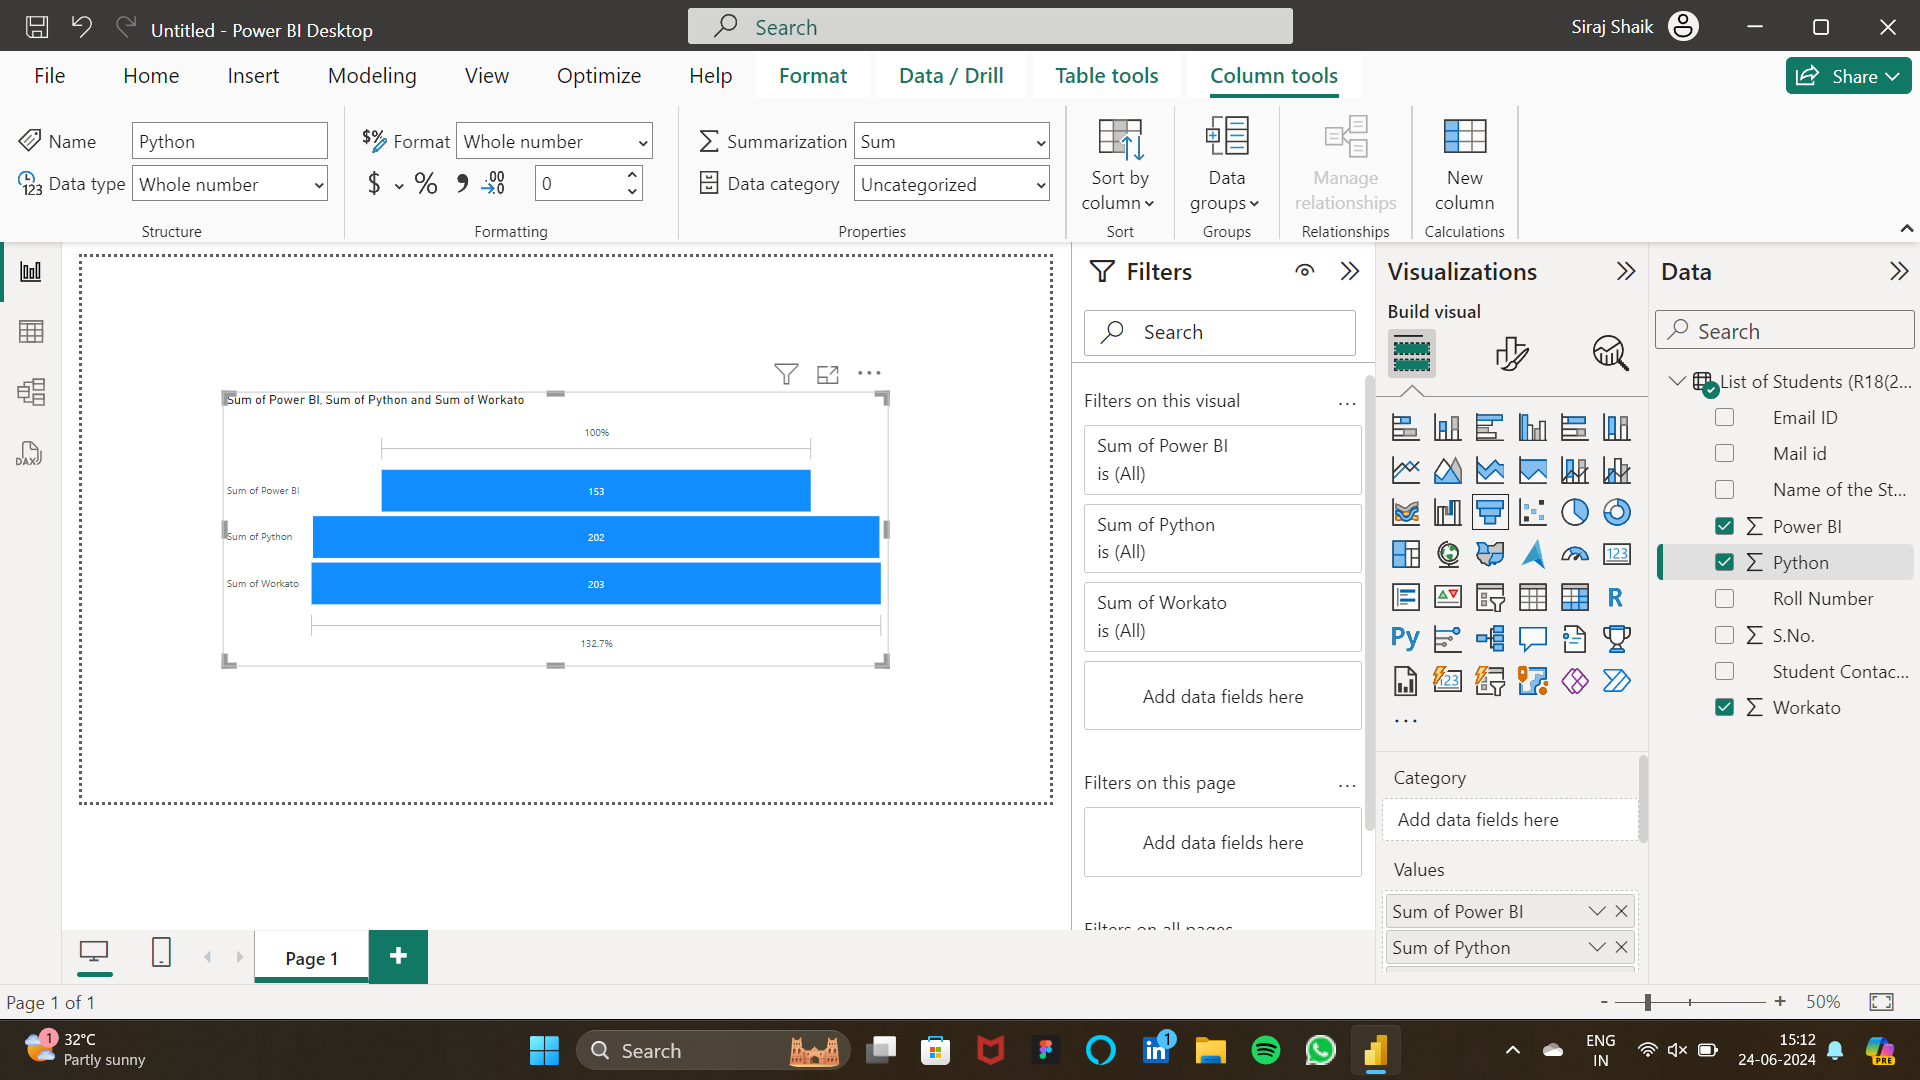 Untitled - Power BI Desktop
Search
Siraj Shaik
File
Home
Insert
Modeling
View
Optimize
Help
Format
Data / Drill
Table tools
Column tools
Share
Name
Python
Data type
Whole number
Structure
Format
Whole number
$
%
0
Formatting
Summarization
Sum
Data category
Uncategorized
Properties
Sort by
column
Sort
Data
groups
Groups
Manage
relationships
Relationships
New
column
Calculations
DAX
Sum of Power BI, Sum of Python and Sum of Workato
100%
Sum of Power BI
153
Sum of Python
202
Sum of Workato
203
132.7%
Filters
Search
Filters on this visual
Sum of Power BI
is (All)
Sum of Python
is (All)
Sum of Workato
is (All)
Add data fields here
Filters on this page
Add data fields here
Filters on all pages
Visualizations
Build visual
123
R
Py
123
Category
Add data fields here
Values
Sum of Power BI
Sum of Python
Data
Search
List of Students (R18(2...
Email ID
Mail id
Name of the St...
Power BI
Python
Roll Number
S.No.
Student Contac...
Workato
Page 1
Page 1 of 1
50%
1
32°C
Partly sunny
Search
1
ENG
IN
15:12
24-06-2024
PRE